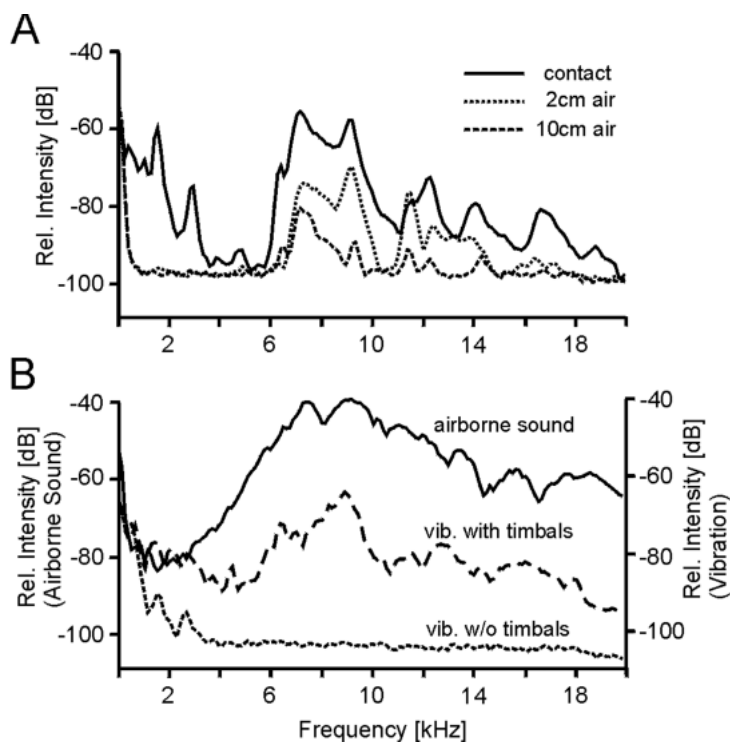 A
-40
-60
-80
-100
Rel. Intensity [dB]
contact
2cm air
10cm air
2 6 10 14 18
B
-40
-60
-80
-100
Rel. Intensity [dB]
(Airborne Sound)
airborne sound
vib. with timbals
vib. w/o timbals
-40
-60
-80
-100
Rel. Intensity [dB]
(Vibration)
2 6 10 14 18
Frequency [kHz]